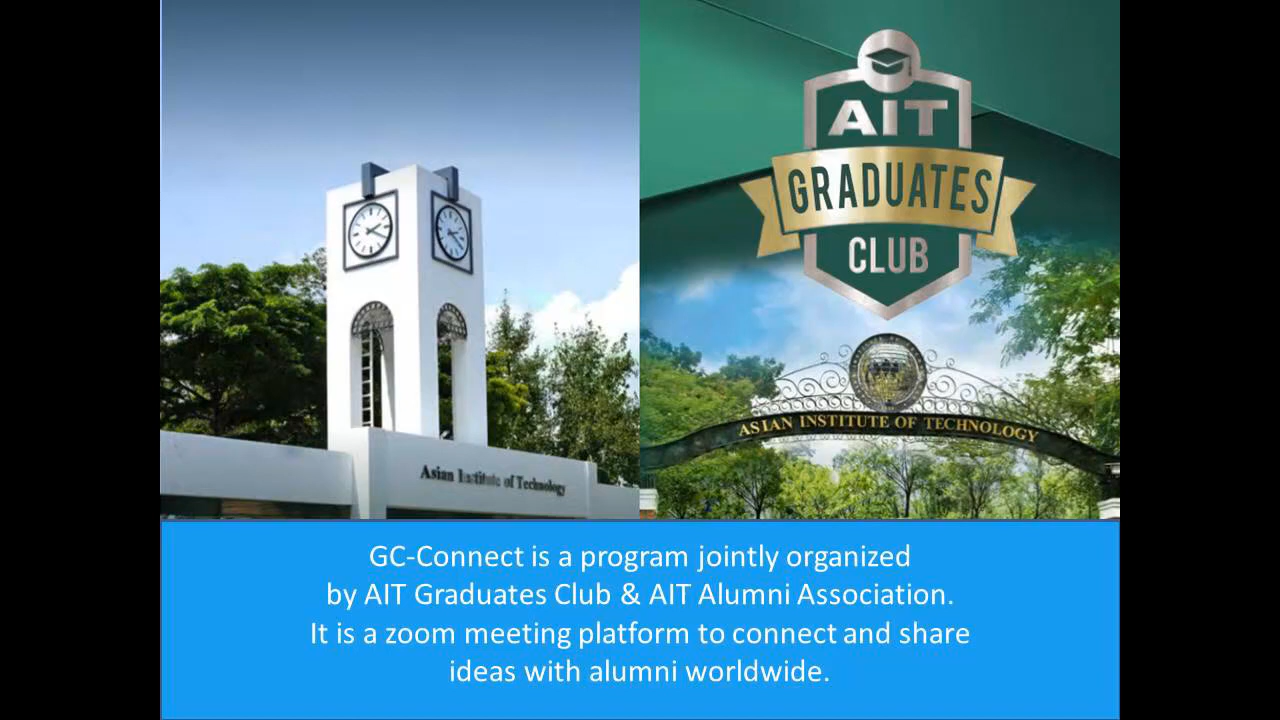 AIT
GRADUATES
CLUB
ASIAN INSTITUTE OF TECHNOLOGY
Asian Institute of Technology
GC-Connect is a program jointly organized
by AIT Graduates Club & AIT Alumni Association.
It is a zoom meeting platform to connect and share
ideas with alumni worldwide.